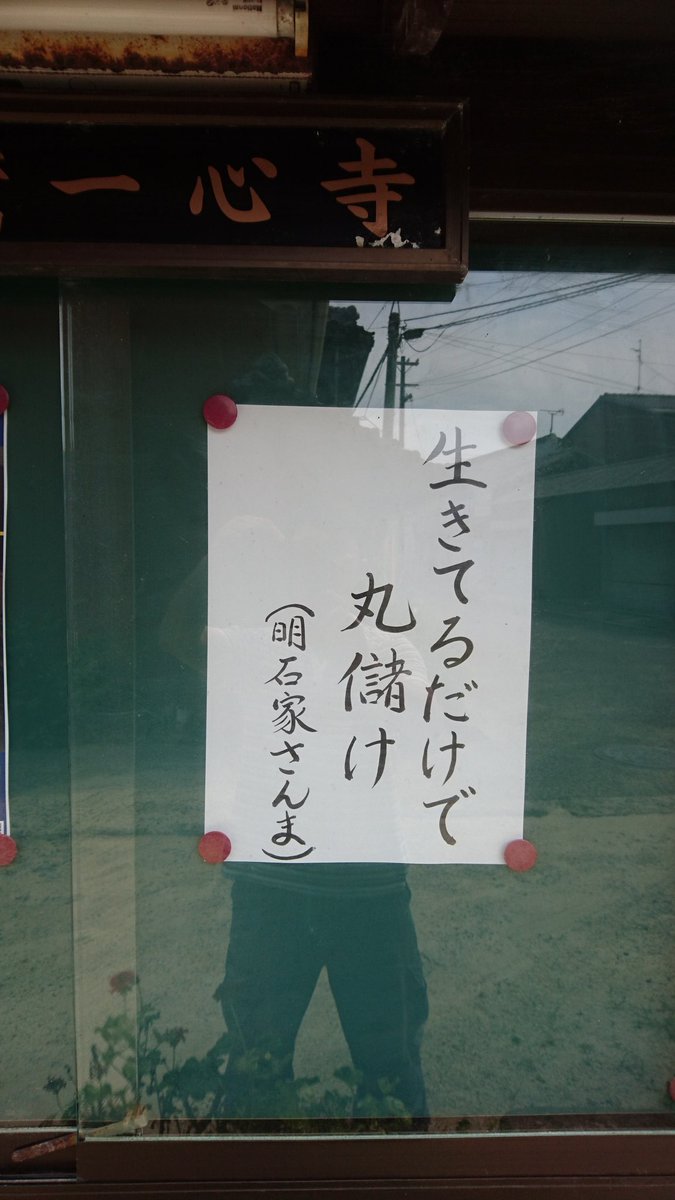 National
一心寺
生きてるだけで
丸儲け
(明石家さんま)